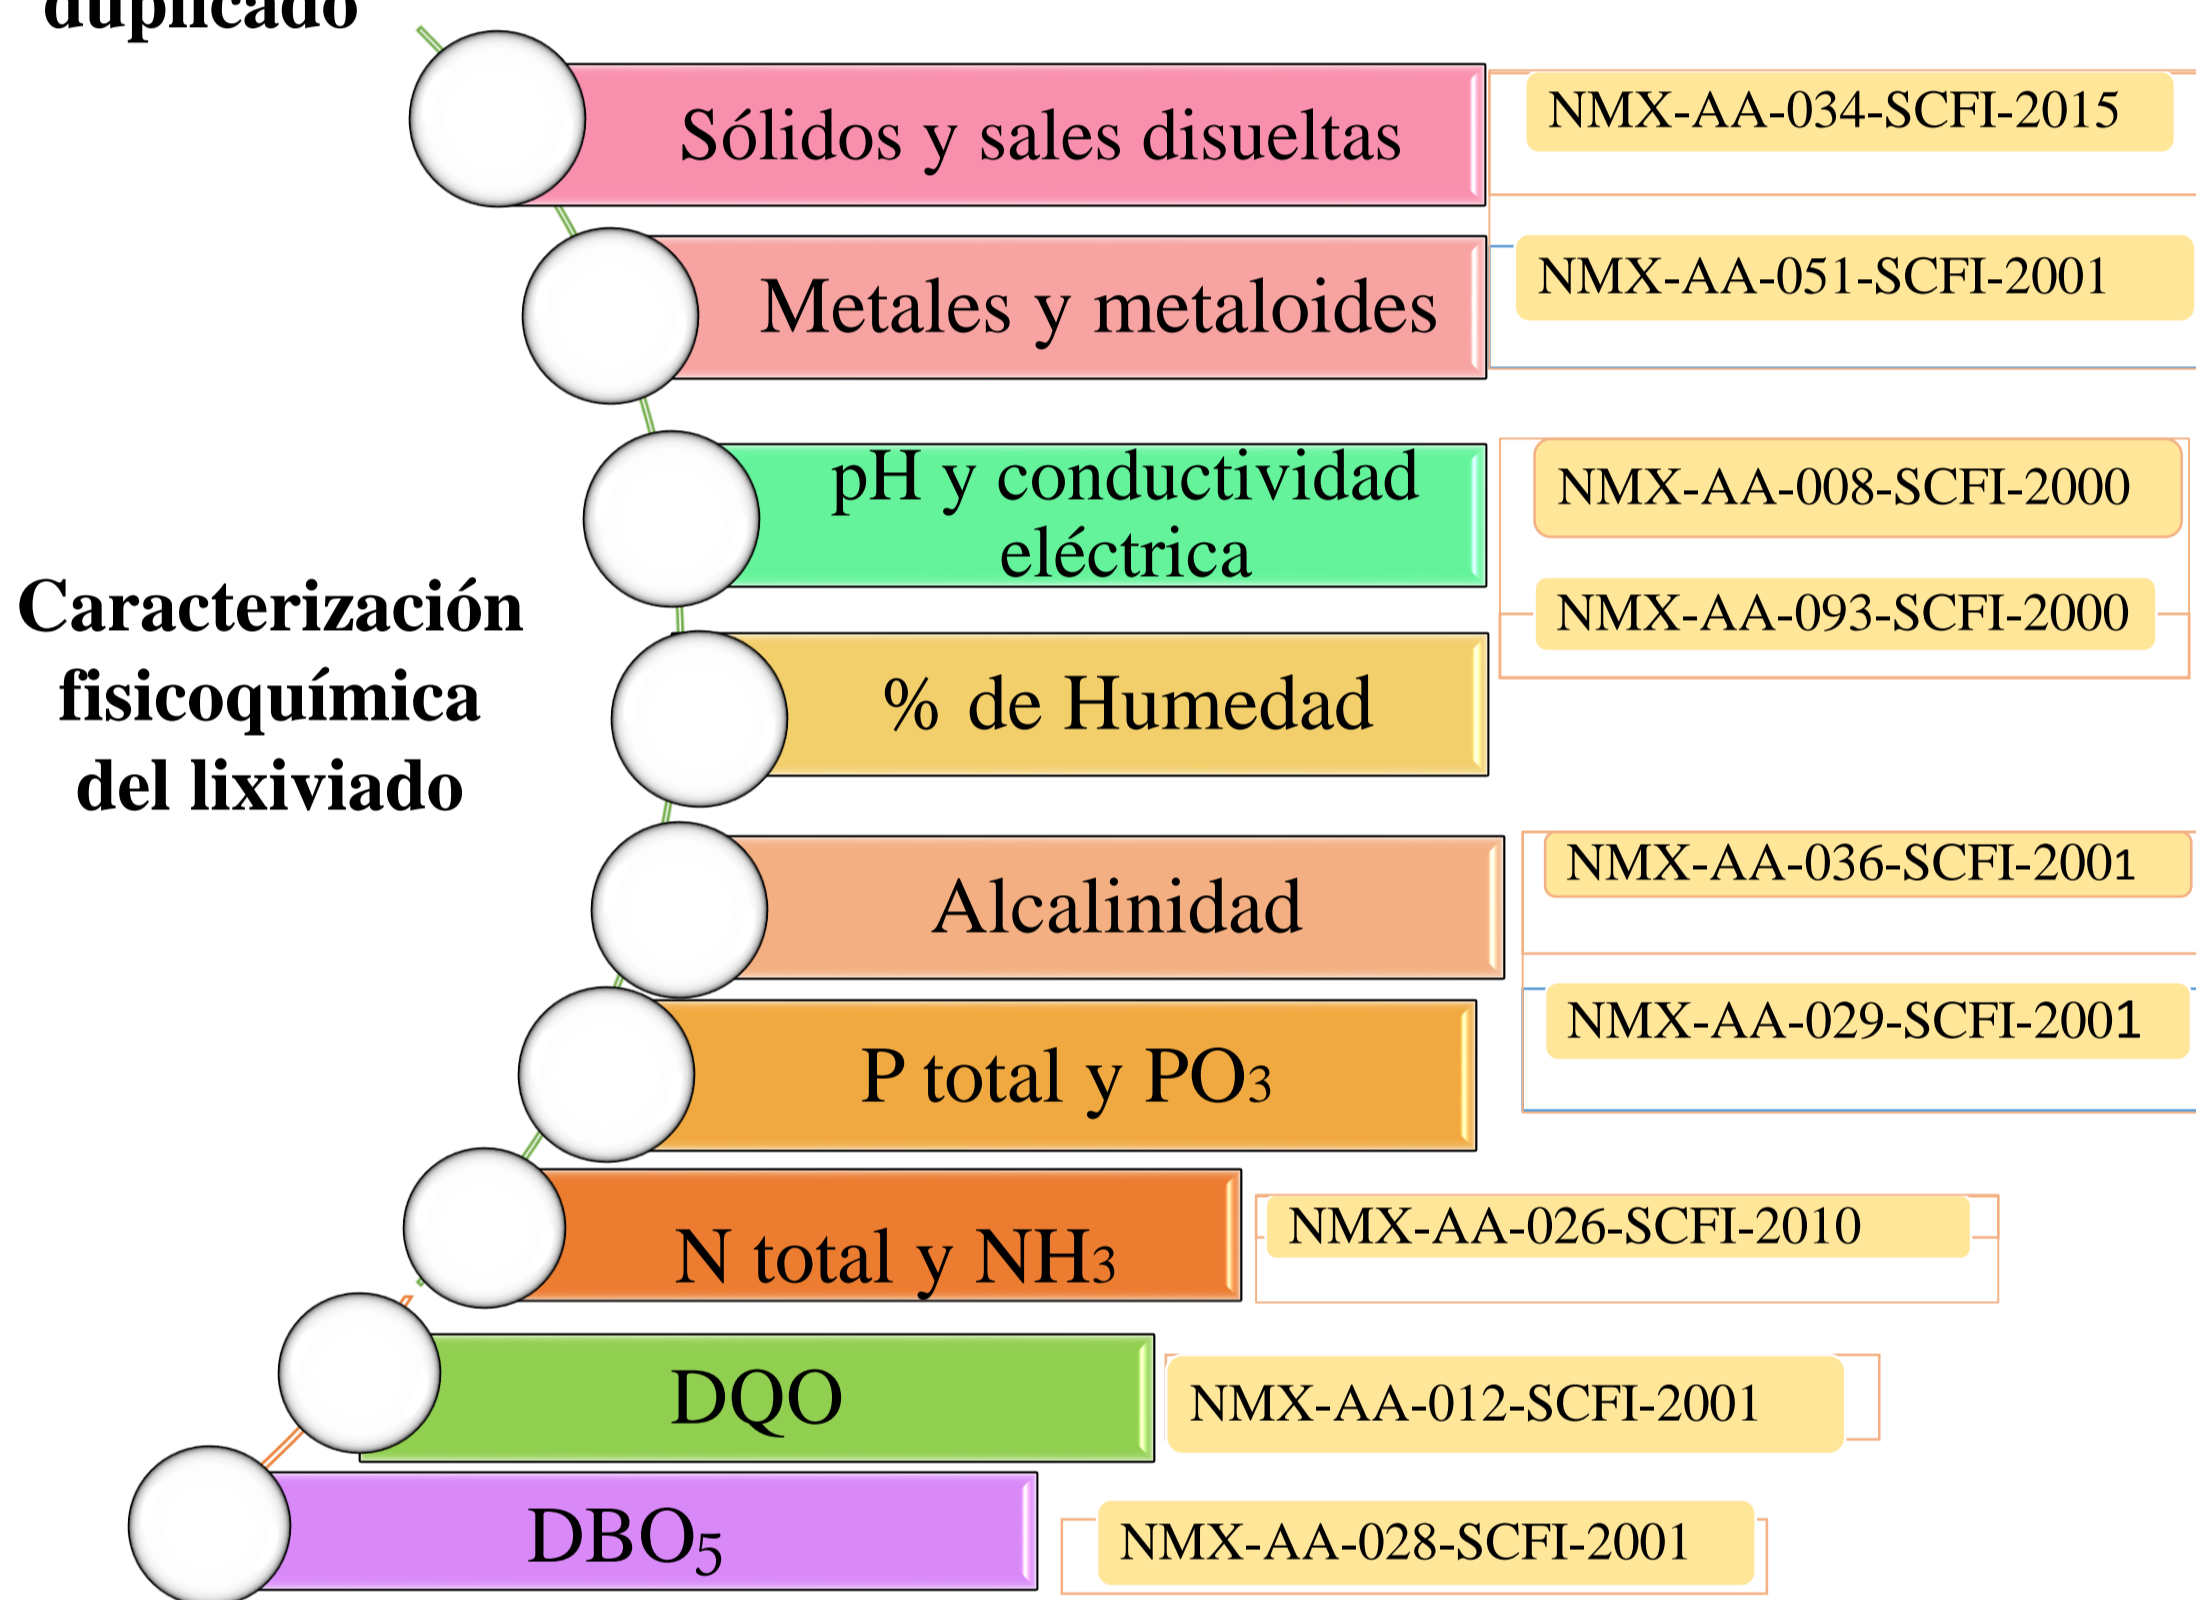 duplicado
Sólidos y sales disueltas
NMX-AA-034-SCFI-2015
Metales y metaloides
NMX-AA-051-SCFI-2001
pH y conductividad
eléctrica
NMX-AA-008-SCFI-2000
NMX-AA-093-SCFI-2000
Caracterización
fisicoquímica
del lixiviado
% de Humedad
Alcalinidad
NMX-AA-036-SCFI-2001
P total y PO3
NMX-AA-029-SCFI-2001
N total y NH3
NMX-AA-026-SCFI-2010
DQO
NMX-AA-012-SCFI-2001
DBO5
NMX-AA-028-SCFI-2001